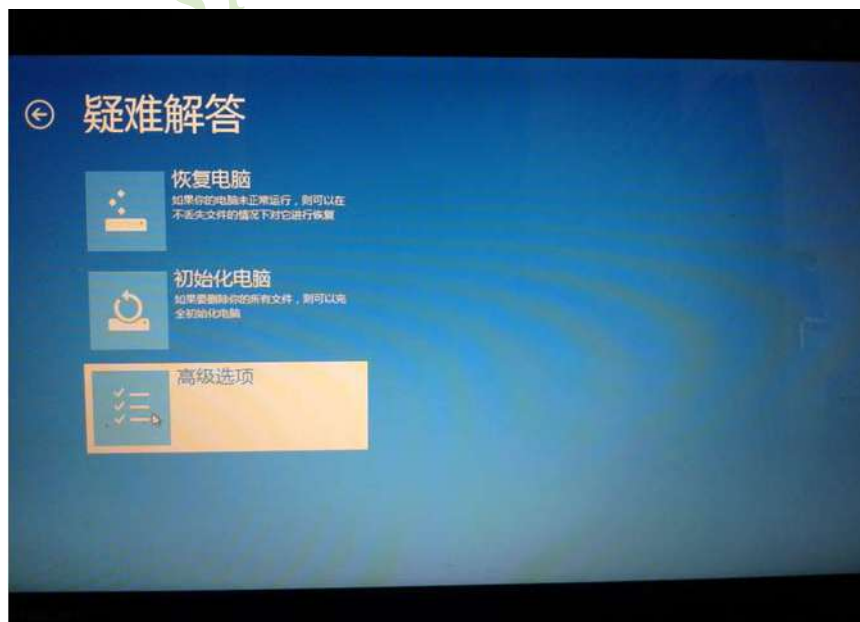 疑难解答
恢复电脑
如果你的电脑未正常运行，则可以在
不丢失文件的情况下对它进行恢复
初始化电脑
如果要删除你的所有文件，则可以完
全初始化电脑
高级选项